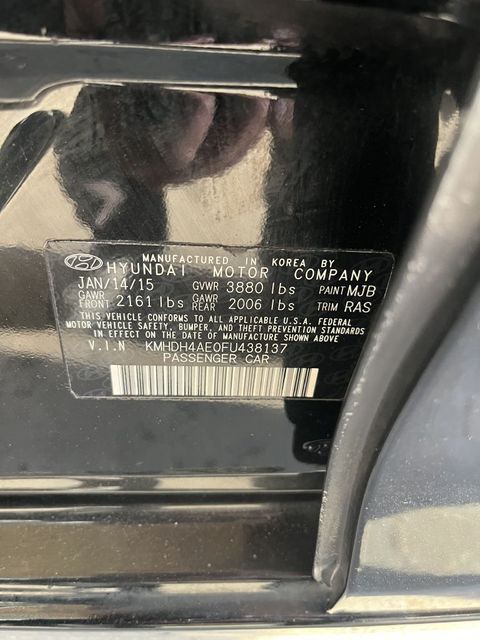 MANUFACTURED IN KOREA BY
HYUNDAI MOTOR COMPANY
JAN/14/15 GVWR 3880 lbs PAINT MJB
GAWR FRONT 2161 lbs GAWR REAR 2006 lbs TRIM RAS
THIS VEHICLE CONFORMS TO ALL APPLICABLE U.S.A. FEDERAL
MOTOR VEHICLE SAFETY, BUMPER, AND THEFT PREVENTION STANDARDS
IN EFFECT ON THE DATE OF MANUFACTURE SHOWN ABOVE.
V.I.N KMHDH4AE0FU438137
PASSENGER CAR